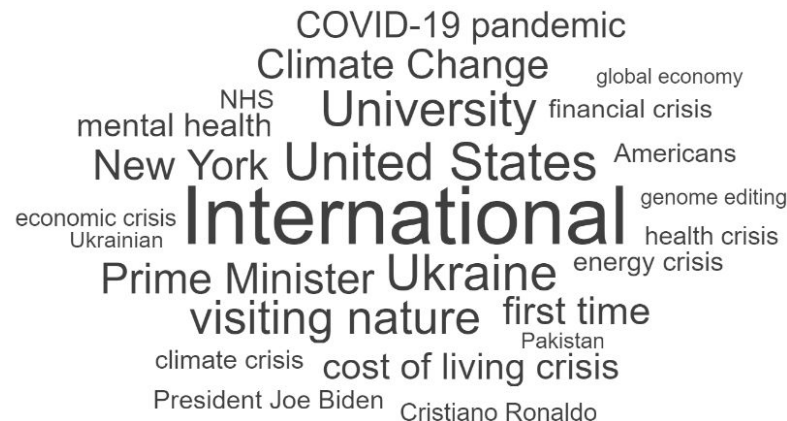 COVID-19 pandemic
Climate Change
global economy
NHS
University
financial crisis
mental health
New York
United States
Americans
International
genome editing
economic crisis
Ukrainian
health crisis
Prime Minister
Ukraine
energy crisis
visiting nature
first time
Pakistan
climate crisis
cost of living crisis
President Joe Biden
Cristiano Ronaldo